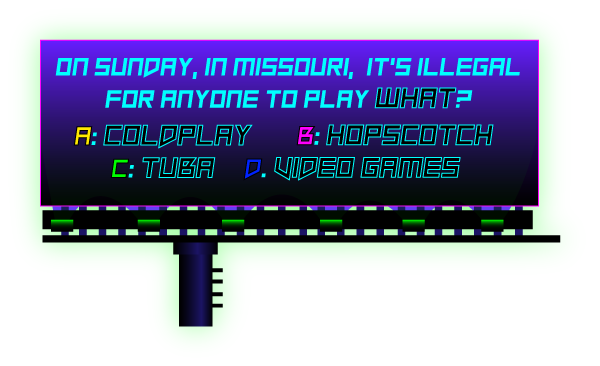 ON SUNDAY, IN MISSOURI, IT'S ILLEGAL
FOR ANYONE TO PLAY WHAT?
A: COLDPLAY B: HOPSCOTCH
C: TUBA D. VIDEO GAMES